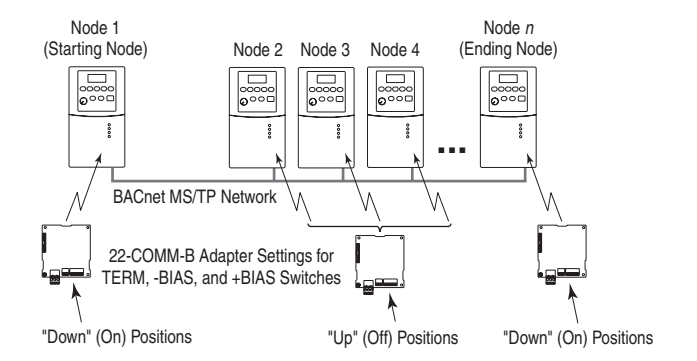 Node 1
(Starting Node)
Node 2
Node 3
Node 4
Node n
(Ending Node)
BACnet MS/TP Network
22-COMM-B Adapter Settings for
TERM, -BIAS, and +BIAS Switches
"Down" (On) Positions
"Up" (Off) Positions
"Down" (On) Positions